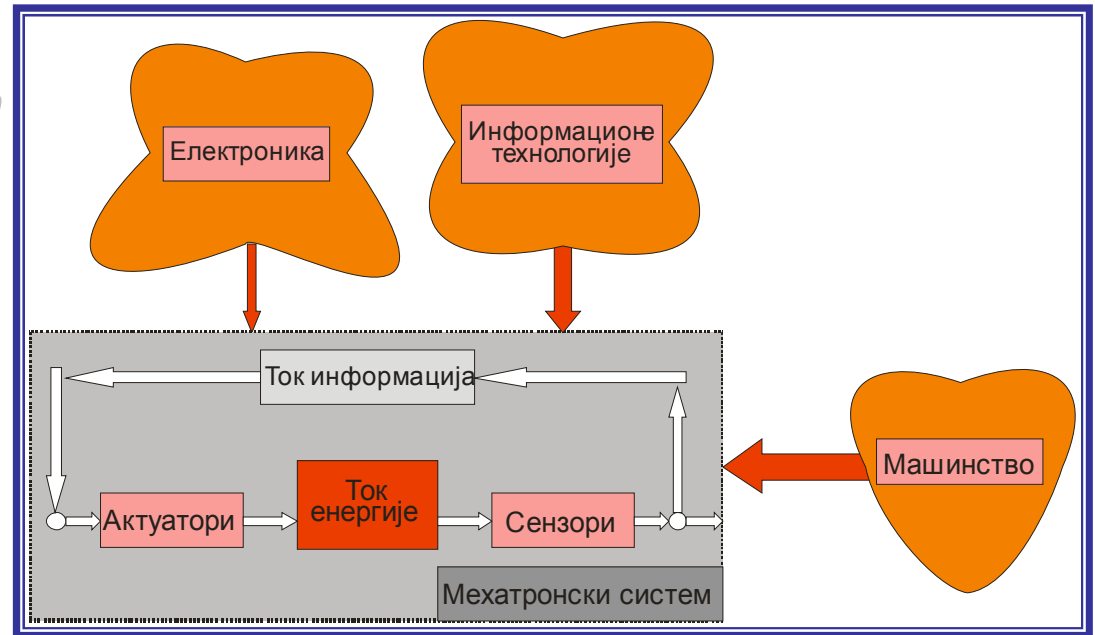 Електроника
Информационе
технологије
Ток информација
Машинство
Актуатори
Ток
енергије
Сензори
Мехатронски систем